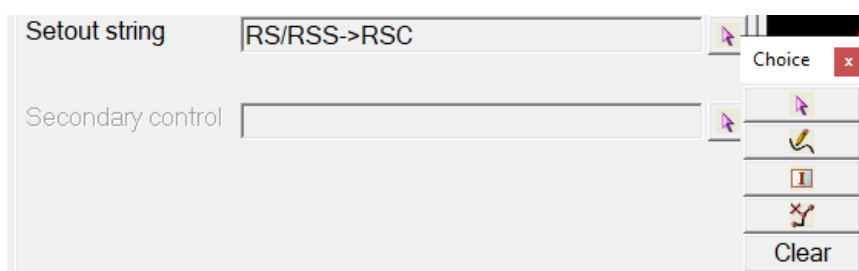 Setout string RS/RSS->RSC
Choice x
Secondary control
I
Clear